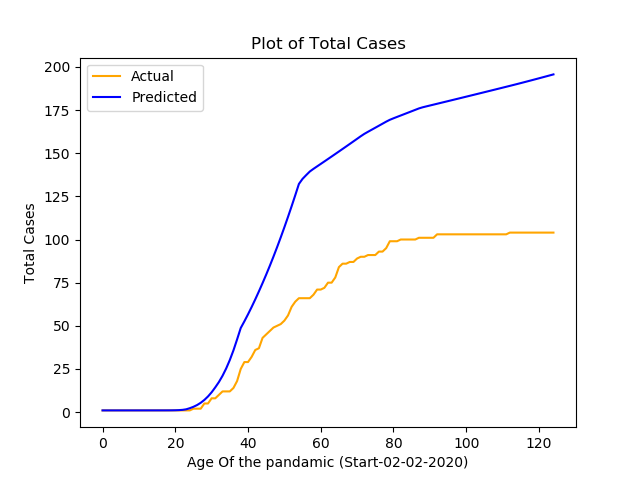 Plot of Total Cases
Actual
Predicted
200
175
150
125
100
75
50
25
0
Total Cases
0 20 40 60 80 100 120
Age Of the pandamic (Start-02-02-2020)